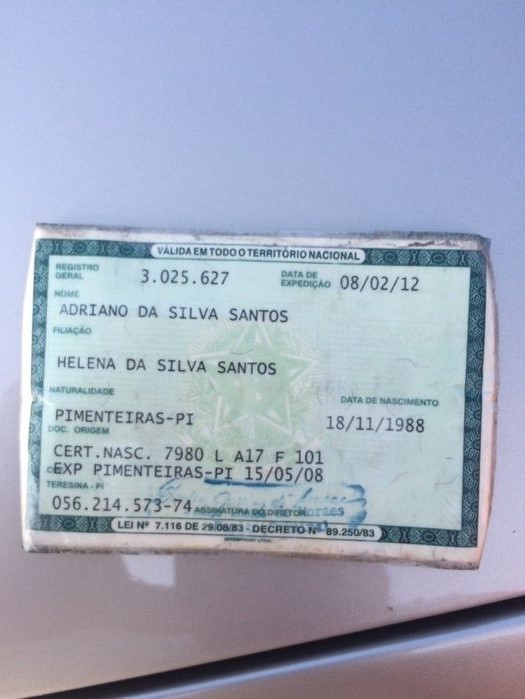 VÁLIDA EM TODO O TERRITÓRIO NACIONAL
REGISTRO GERAL 3.025.627 DATA DE EXPEDIÇÃO 08/02/12
NOME
ADRIANO DA SILVA SANTOS
FILIAÇÃO
HELENA DA SILVA SANTOS
NATURALIDADE DATA DE NASCIMENTO
PIMENTEIRAS-PI 18/11/1988
DOC. ORIGEM
CERT.NASC. 7980 L A17 F 101
EXP PIMENTEIRAS-PI 15/05/08
TERESINA - PI
056.214.573-74 ASSINATURA DO DIRETOR
LEI Nº 7.116 DE 29/08/83 - DECRETO Nº 89.250/83